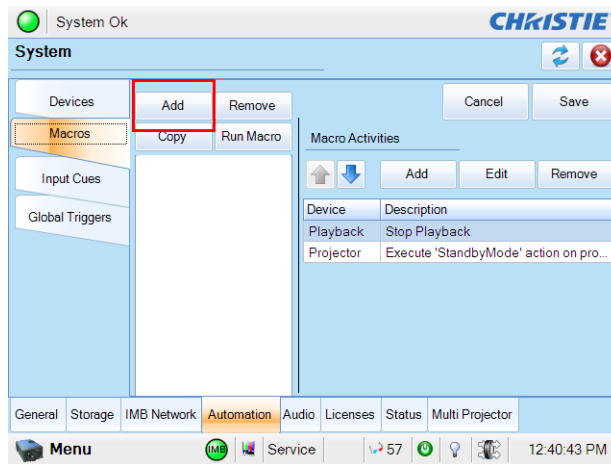 System Ok
CHRISTIE
System
Devices
Macros
Input Cues
Global Triggers
Add Remove
Copy Run Macro
Cancel Save
Macro Activities
Add Edit Remove
Device Description
Playback Stop Playback
Projector Execute 'StandbyMode' action on pro...
General Storage IMB Network Automation Audio Licenses Status Multi Projector
Menu IMB Service 57 12:40:43 PM